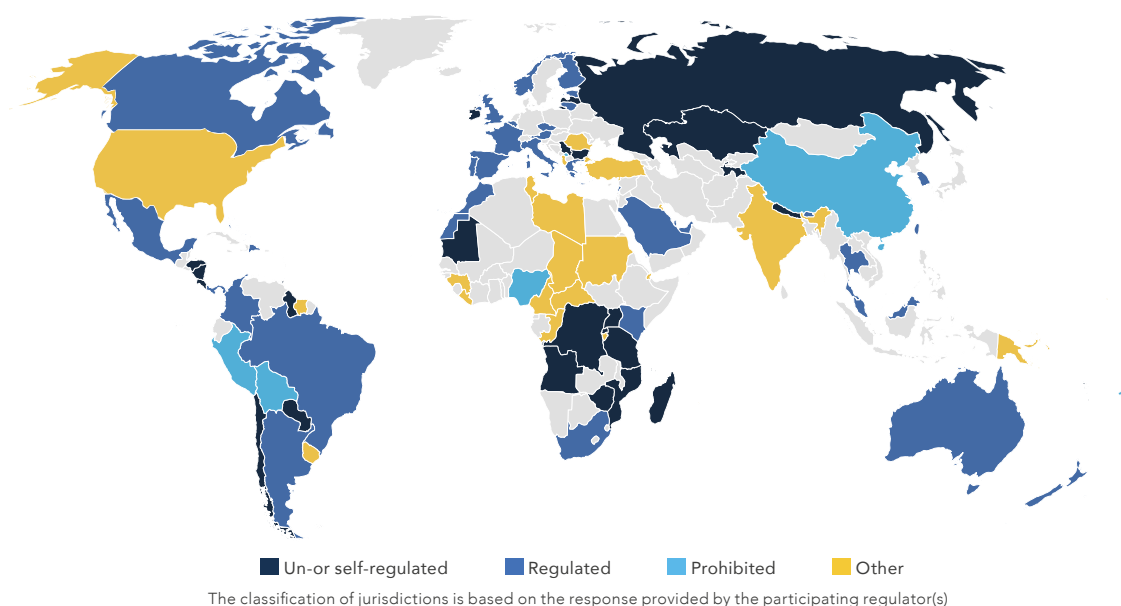 Un-or self-regulated Regulated Prohibited Other
The classification of jurisdictions is based on the response provided by the participating regulator(s)